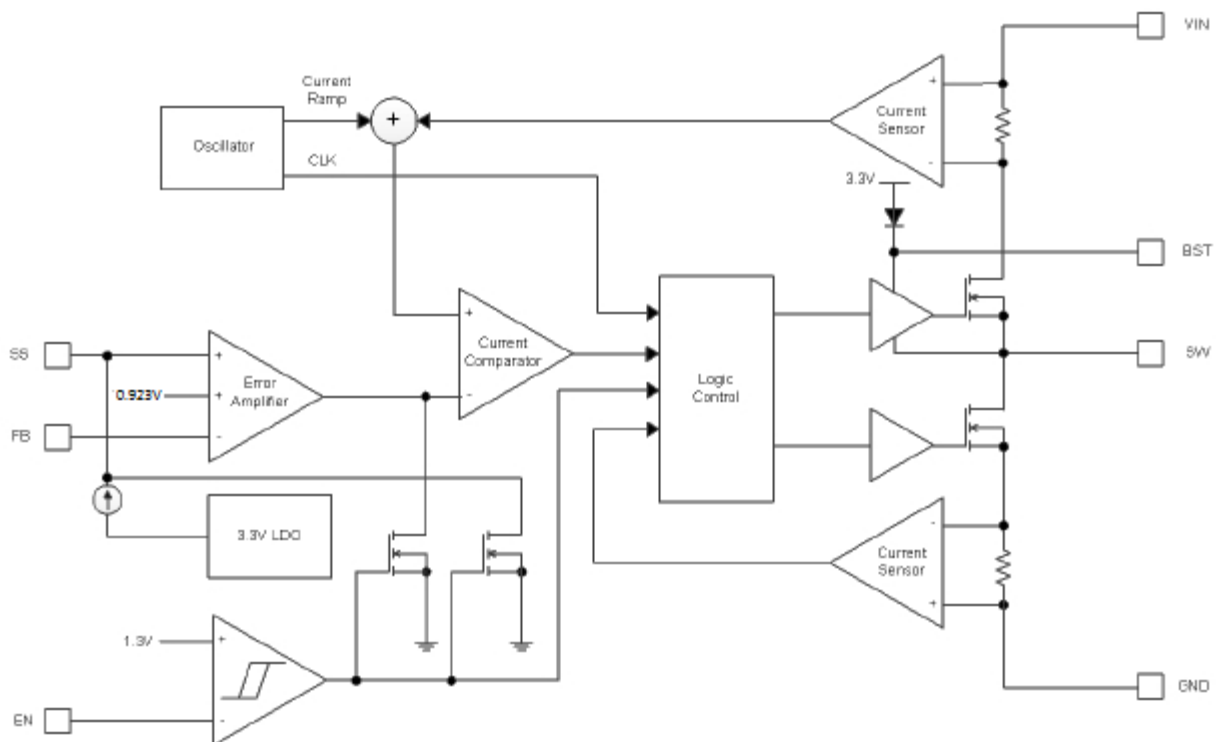 VIN
Current
Ramp
+
+
Current
Sensor
-
Oscillator
CLK
3.3V
BST
+
Current
Comparator
-
SS
+
0.923V
+
Error
Amplifier
FB
-
Logic
Control
SW
3.3V LDO
-
Current
Sensor
+
1.3V
+
EN
-
GND